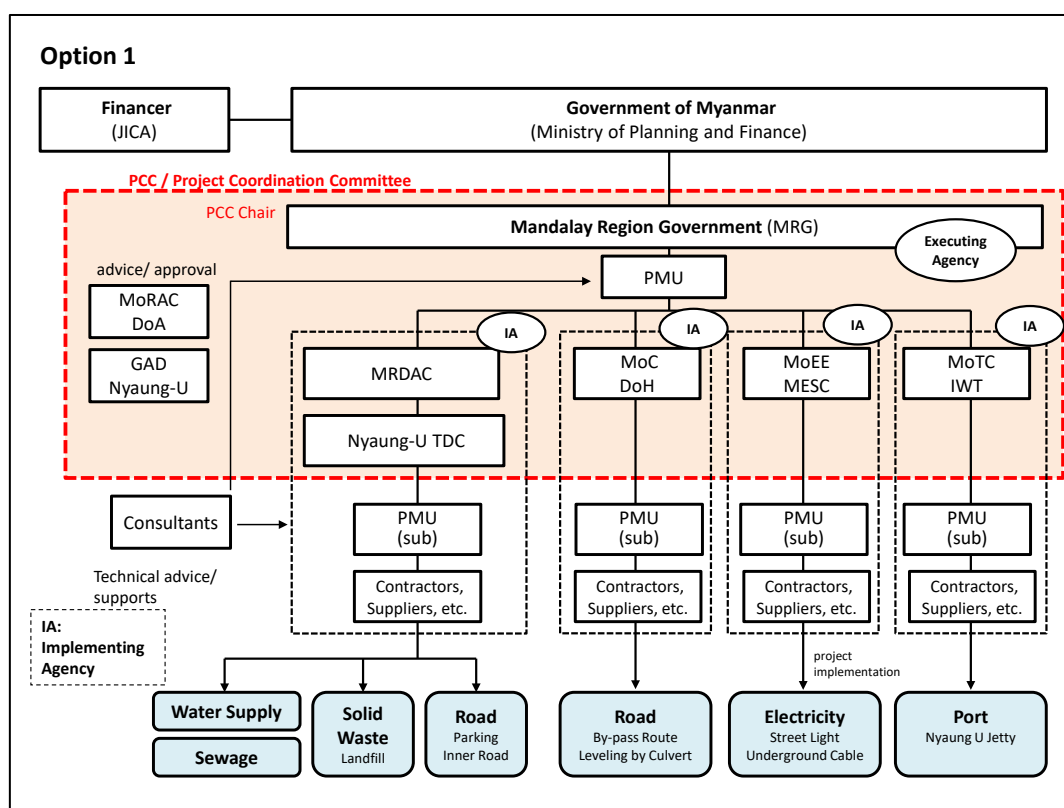 Option 1
Financer
(JICA)
Government of Myanmar
(Ministry of Planning and Finance)
PCC / Project Coordination Committee
PCC Chair
Mandalay Region Government (MRG)
Executing
Agency
advice/ approval
PMU
MoRAC
DoA
GAD
Nyaung-U
IA
MRDAC
Nyaung-U TDC
IA
MoC
DoH
IA
MoEE
MESC
IA
MoTC
IWT
Consultants
Technical advice/
supports
PMU
(sub)
PMU
(sub)
PMU
(sub)
PMU
(sub)
Contractors,
Suppliers, etc.
Contractors,
Suppliers, etc.
Contractors,
Suppliers, etc.
Contractors,
Suppliers, etc.
IA:
Implementing
Agency
project
implementation
Water Supply
Sewage
Solid
Waste
Landfill
Road
Parking
Inner Road
Road
By-pass Route
Leveling by Culvert
Electricity
Street Light
Underground Cable
Port
Nyaung U Jetty